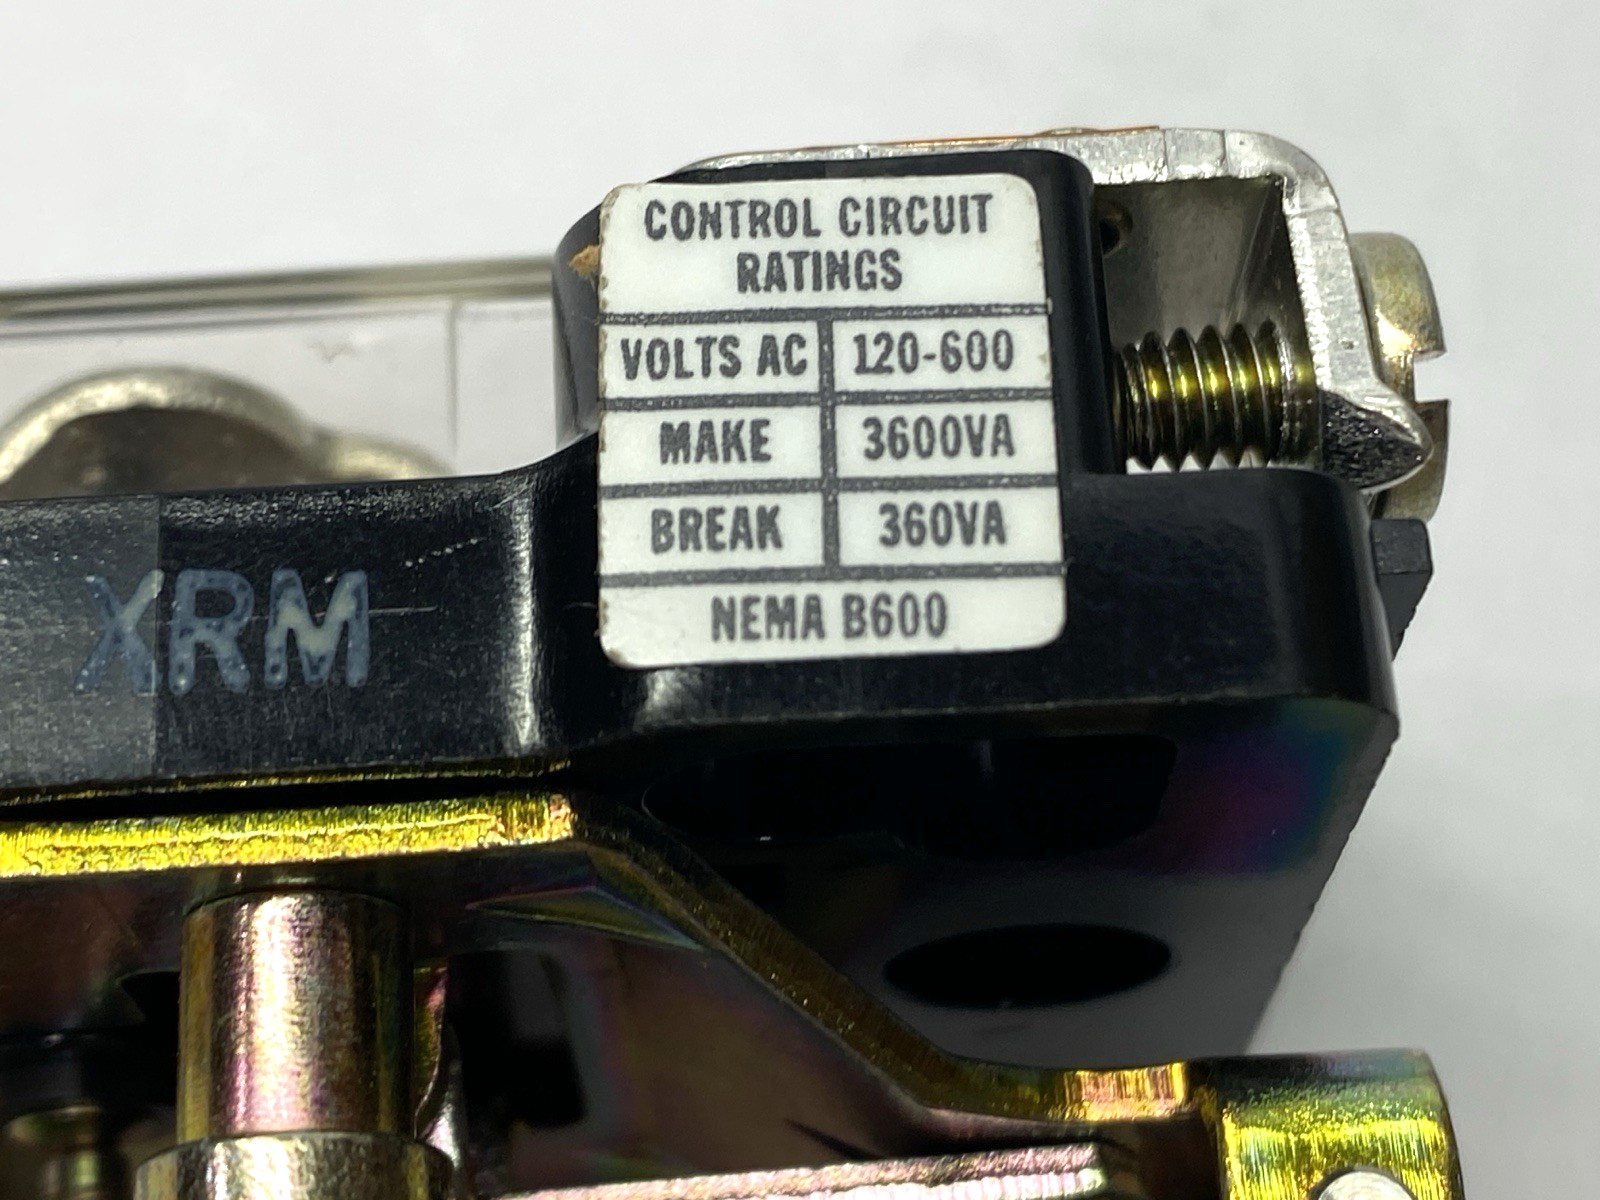 CONTROL CIRCUIT
RATINGS
VOLTS AC 120-600
MAKE 3600VA
BREAK 360VA
NEMA B600
XRM